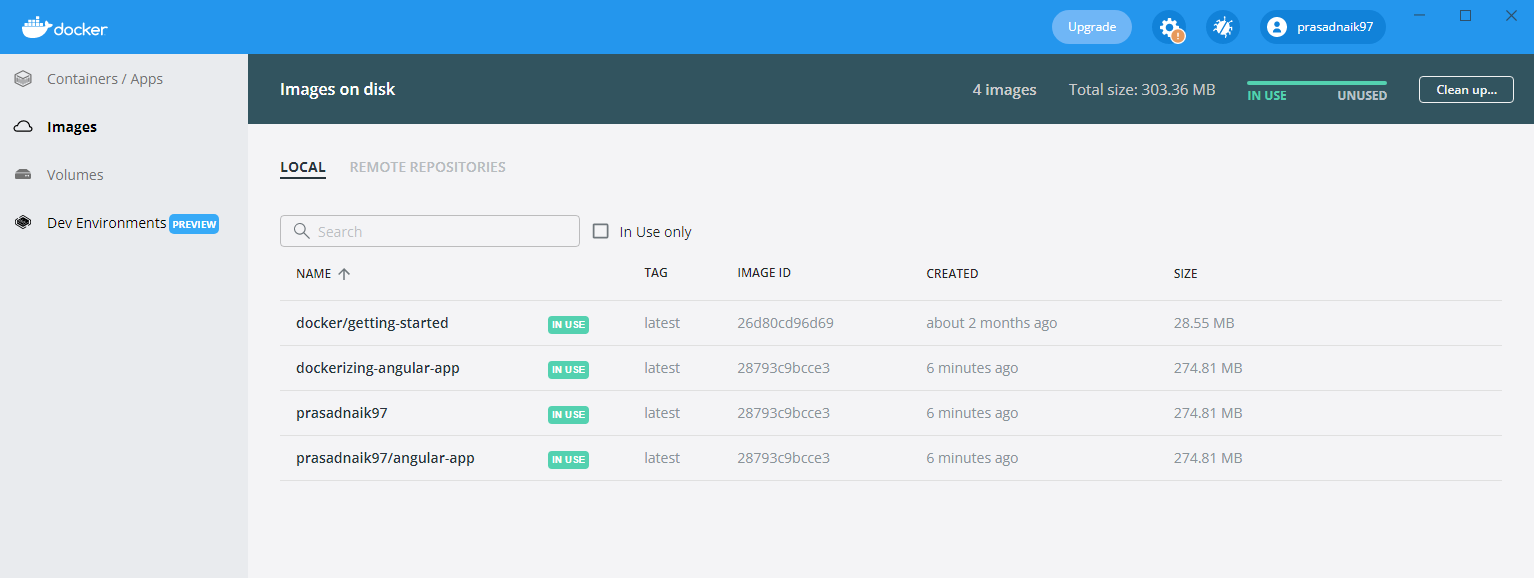 docker
Upgrade
prasadnaik97
Containers / Apps
Images
Volumes
Dev Environments PREVIEW
Images on disk
4 images
Total size: 303.36 MB
IN USE UNUSED
Clean up...
LOCAL REMOTE REPOSITORIES
Search
In Use only
NAME TAG IMAGE ID CREATED SIZE
docker/getting-started IN USE latest 26d80cd96d69 about 2 months ago 28.55 MB
dockerizing-angular-app IN USE latest 28793c9bcce3 6 minutes ago 274.81 MB
prasadnaik97 IN USE latest 28793c9bcce3 6 minutes ago 274.81 MB
prasadnaik97/angular-app IN USE latest 28793c9bcce3 6 minutes ago 274.81 MB